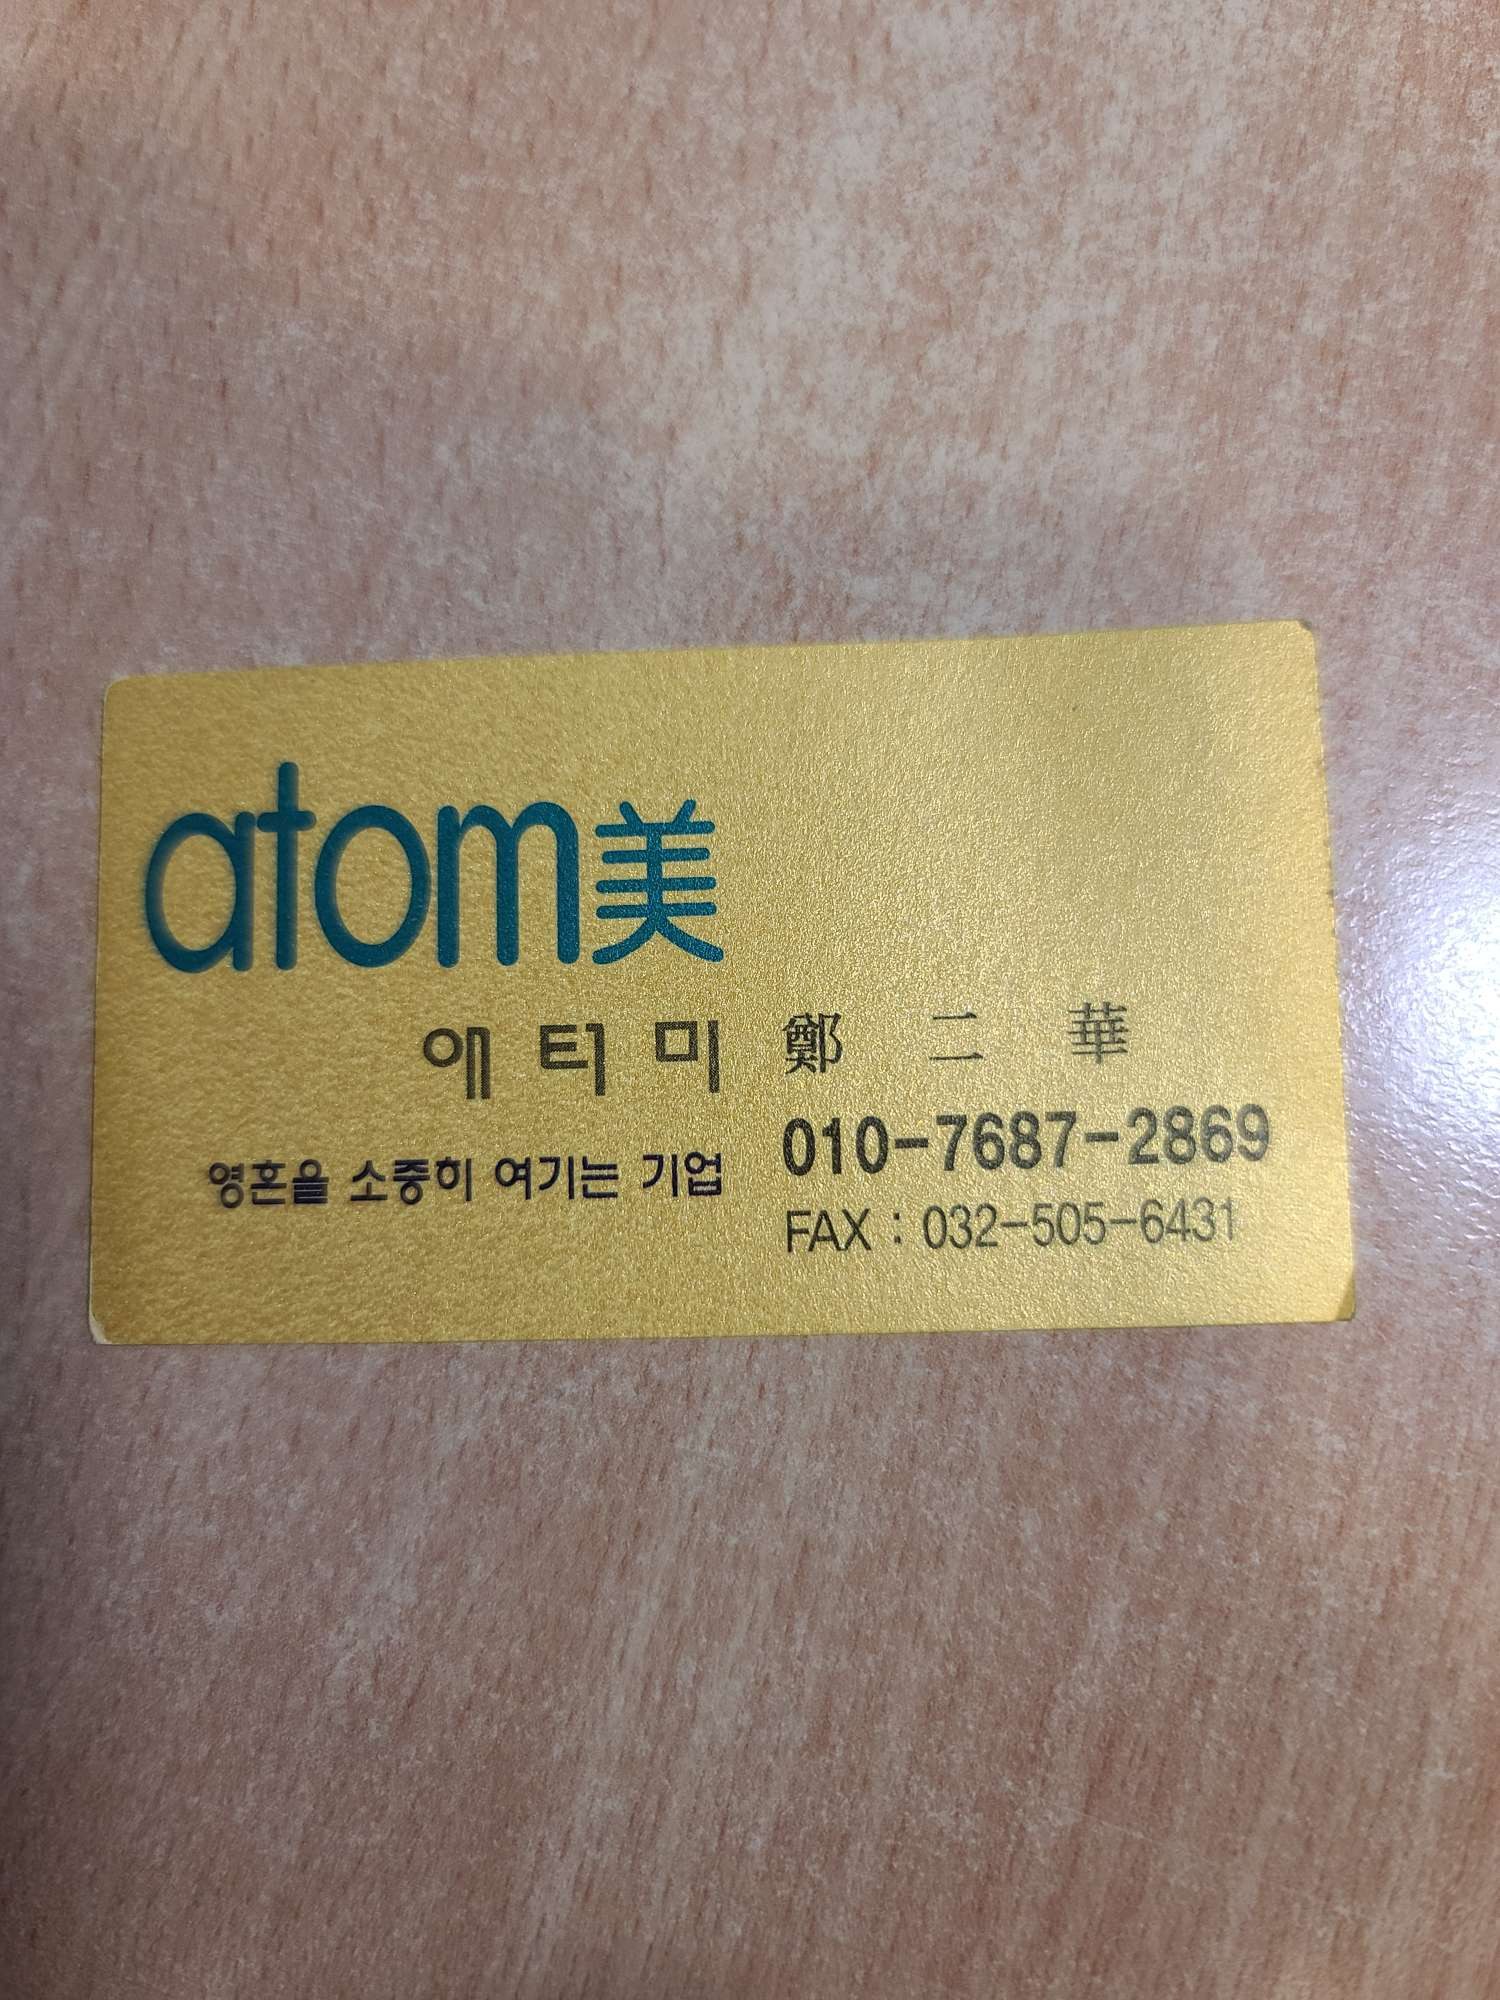 atom美
애터미
영혼을 소중히 여기는 기업
鄭 二 華
010-7687-2869
FAX : 032-505-6431